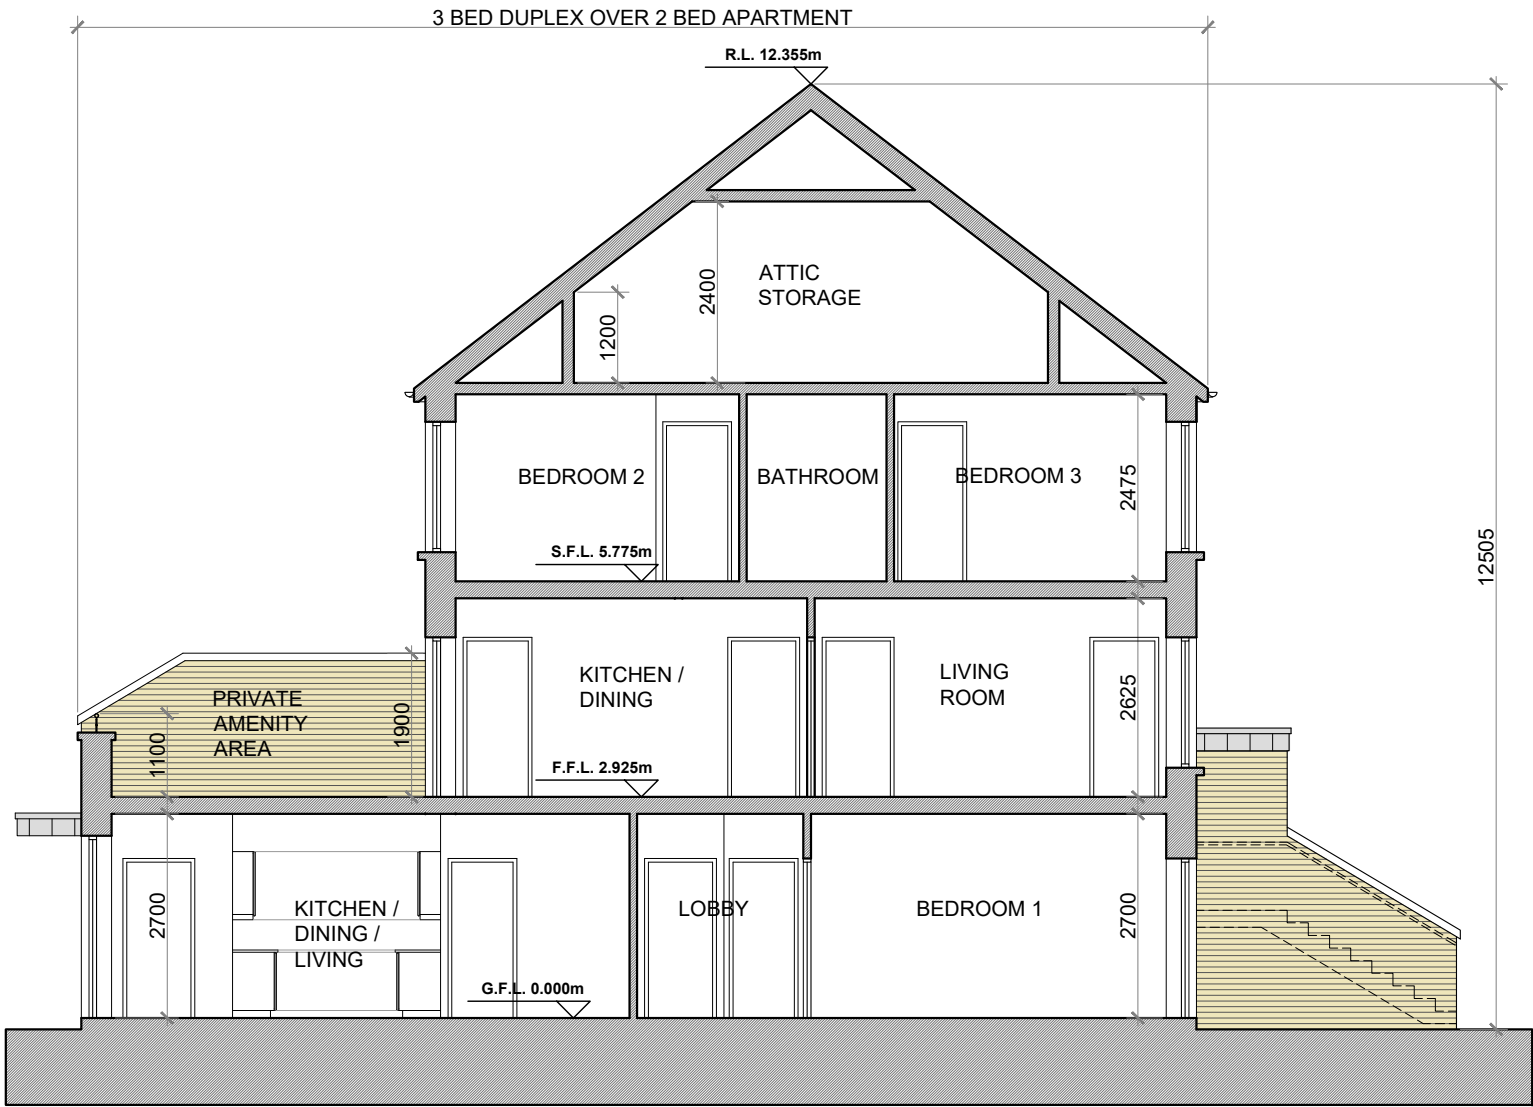 3 BED DUPLEX OVER 2 BED APARTMENT
R.L. 12.355m
ATTIC
STORAGE
2400
1200
BEDROOM 2
BATHROOM
BEDROOM 3
2475
S.F.L. 5.775m
12505
KITCHEN /
DINING
LIVING
ROOM
2625
PRIVATE
AMENITY
AREA
1100
1900
F.F.L. 2.925m
2700
KITCHEN /
DINING /
LIVING
LOBBY
BEDROOM 1
2700
G.F.L. 0.000m